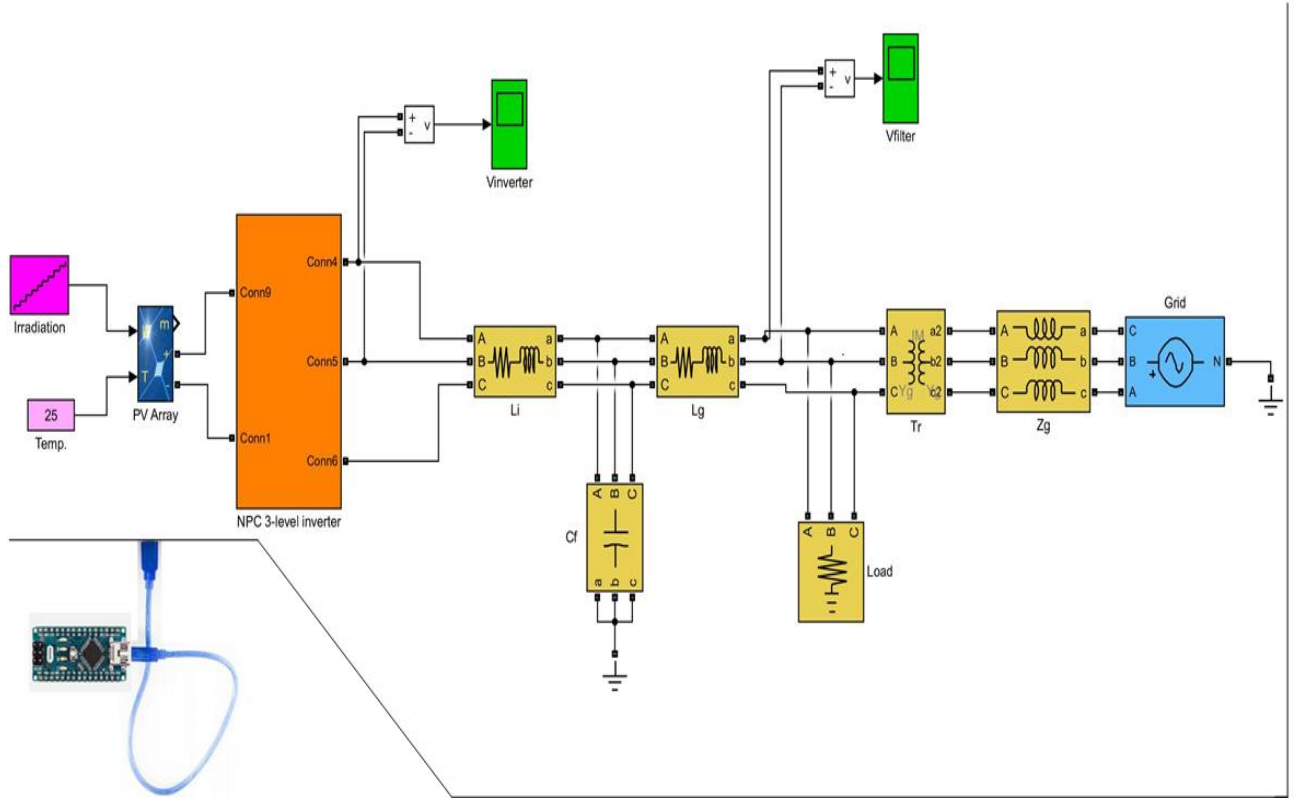 +
-
v
Vinverter
+
-
v
Vfilter
Irradiation
25
Temp.
m
T
+
-
PV Array
Conn9
Conn1
Conn4
Conn5
Conn6
NPC 3-level inverter
A
B
C
a
b
c
Li
A
B
C
a
b
c
Lg
A
B
C
a
b
c
Cf
A
B
C
Load
A
B
C
Yg
a2
b2
c2
Tr
A
B
C
a
b
c
Zg
Grid
C
B
A
+
N